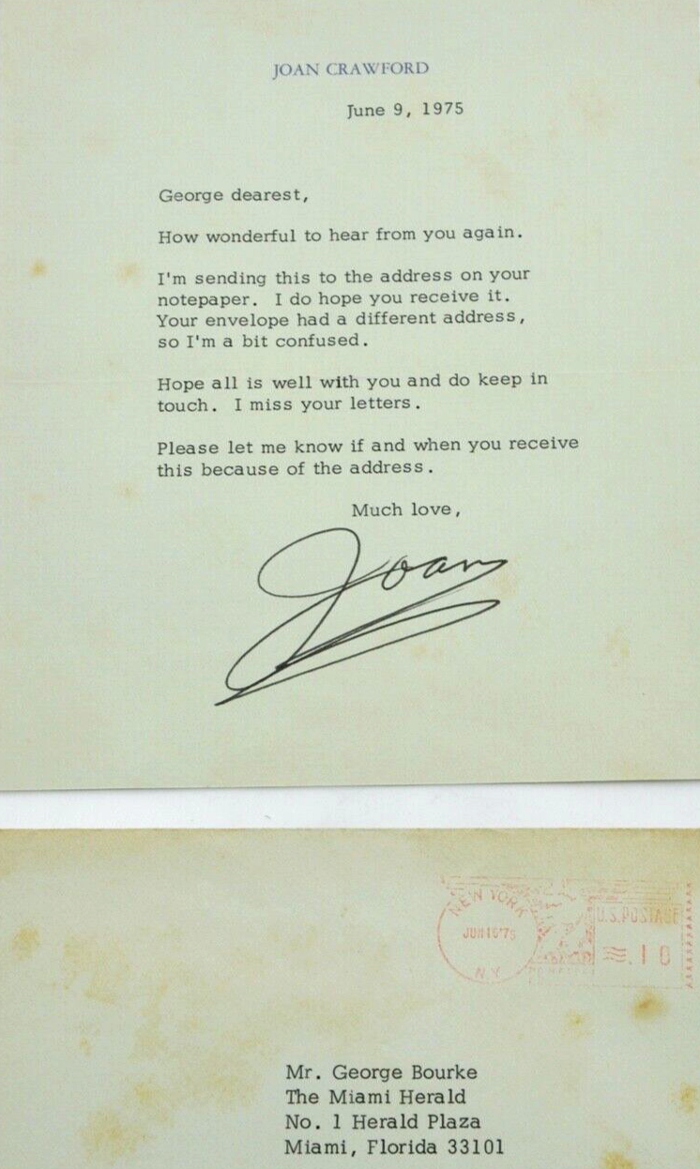 JOAN CRAWFORD
June 9, 1975
George dearest,
How wonderful to hear from you again.
I'm sending this to the address on your
notepaper. I do hope you receive it.
Your envelope had a different address,
so I'm a bit confused.
Hope all is well with you and do keep in
touch. I miss your letters.
Please let me know if and when you receive
this because of the address.
Much love,
Joan
NEW YORK
JUN 10 '75
N.Y.
U.S. POSTAGE
.10
Mr. George Bourke
The Miami Herald
No. 1 Herald Plaza
Miami, Florida 33101